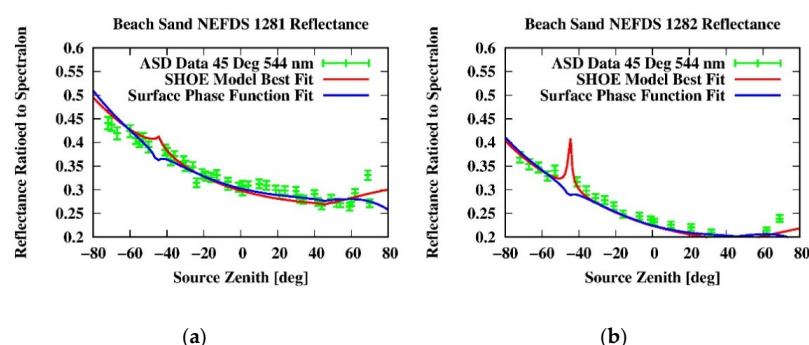 Beach Sand NEFDS 1281 Reflectance
Reflectance Ratioed to Spectralon
0.6
0.55
0.5
0.45
0.4
0.35
0.3
0.25
0.2
ASD Data 45 Deg 544 nm
SHOE Model Best Fit
Surface Phase Function Fit
−80 −60 −40 −20 0 20 40 60 80
Source Zenith [deg]
(a)
Beach Sand NEFDS 1282 Reflectance
Reflectance Ratioed to Spectralon
0.6
0.55
0.5
0.45
0.4
0.35
0.3
0.25
0.2
ASD Data 45 Deg 544 nm
SHOE Model Best Fit
Surface Phase Function Fit
−80 −60 −40 −20 0 20 40 60 80
Source Zenith [deg]
(b)